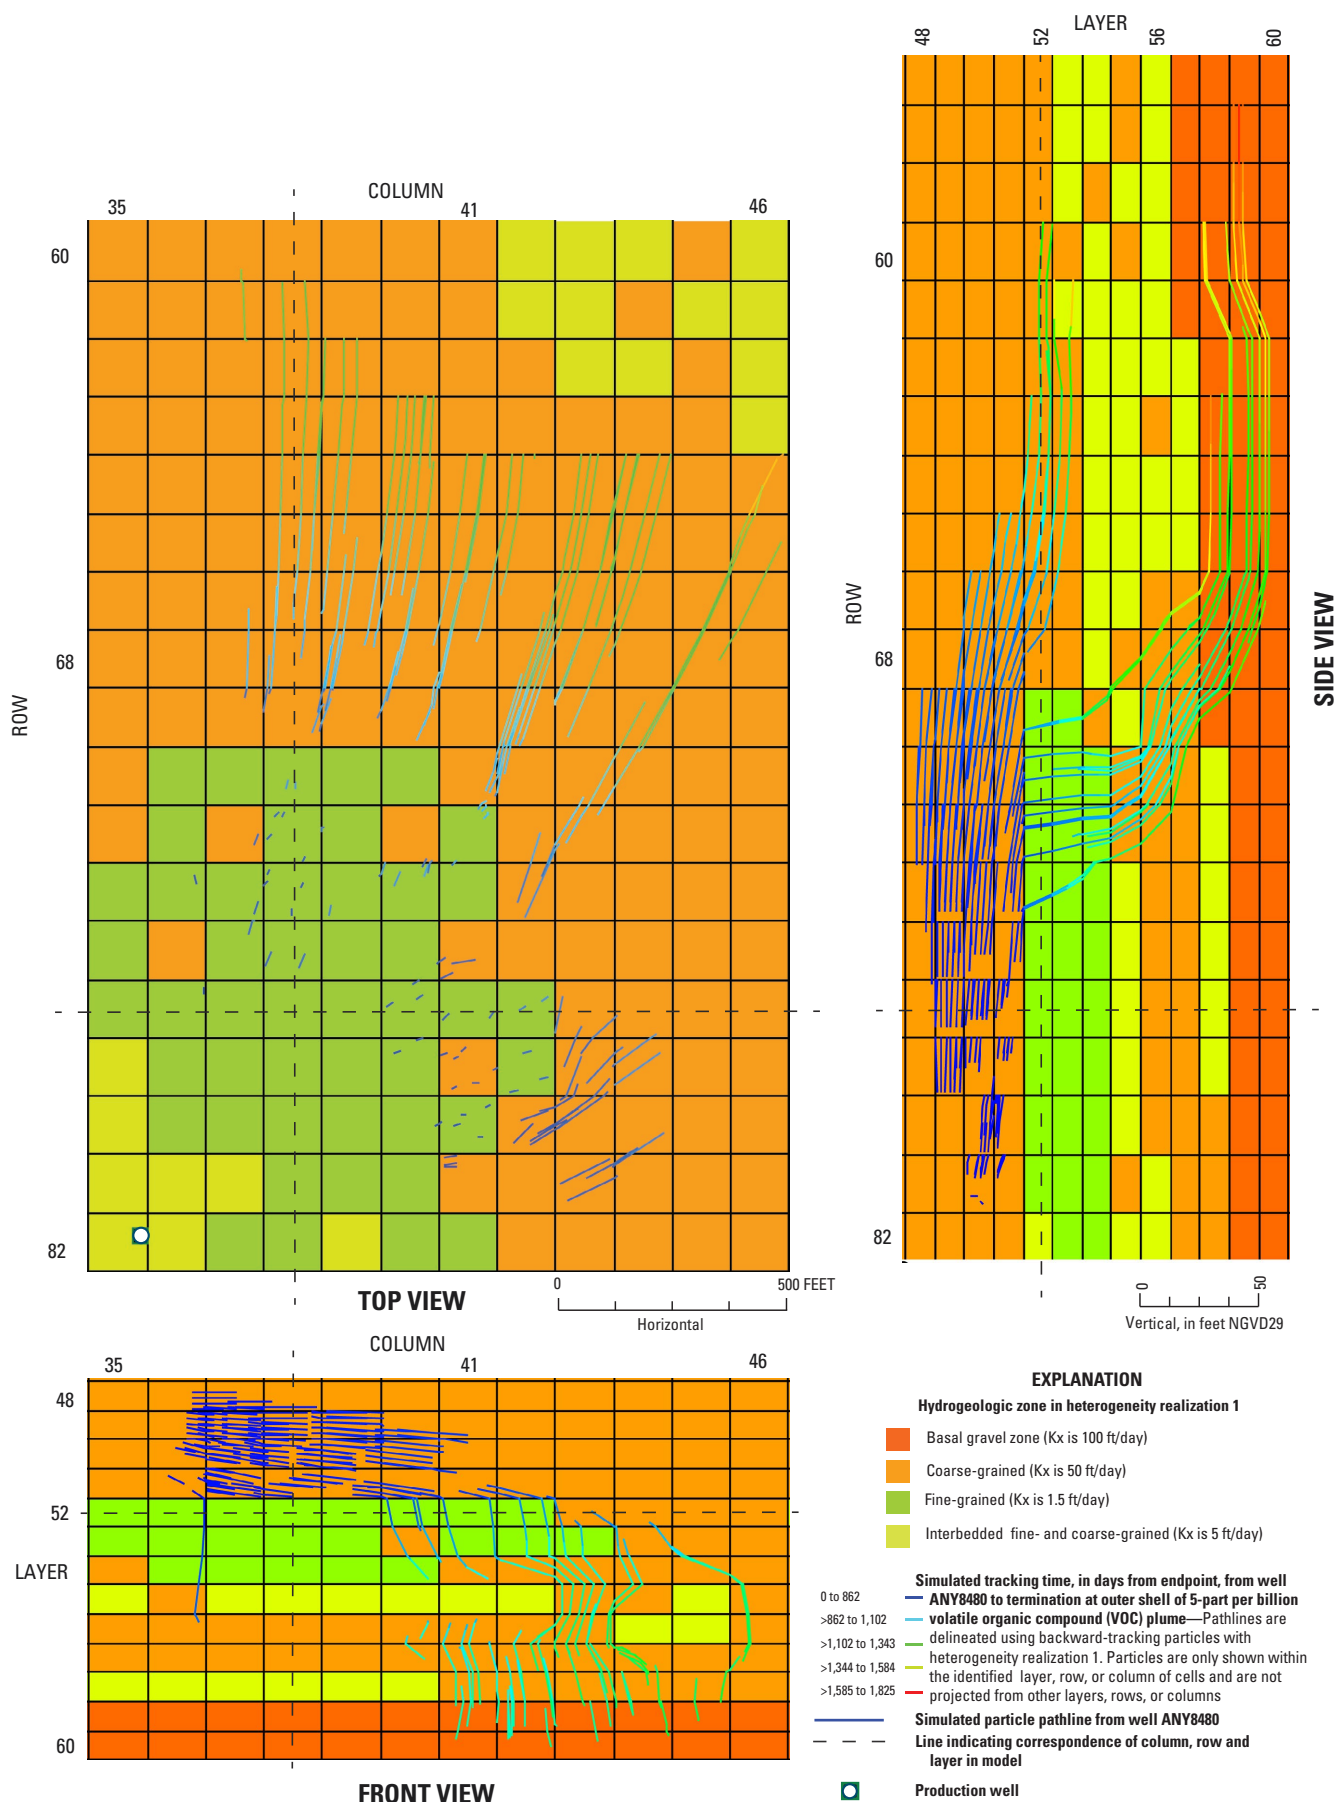 LAYER
48
52
56
60
COLUMN
35
41
46
60
68
ROW
82
TOP VIEW
0
500 FEET
Horizontal
60
ROW
68
82
SIDE VIEW
0
50
Vertical, in feet NGVD29
COLUMN
35
41
46
48
52
LAYER
60
FRONT VIEW
EXPLANATION
Hydrogeologic zone in heterogeneity realization 1
Basal gravel zone (Kx is 100 ft/day)
Coarse-grained (Kx is 50 ft/day)
Fine-grained (Kx is 1.5 ft/day)
Interbedded fine- and coarse-grained (Kx is 5 ft/day)
Simulated tracking time, in days from endpoint, from well
ANY8480 to termination at outer shell of 5-part per billion
volatile organic compound (VOC) plume—Pathlines are
delineated using backward-tracking particles with
heterogeneity realization 1. Particles are only shown within
the identified layer, row, or column of cells and are not
projected from other layers, rows, or columns
0 to 862
>862 to 1,102
>1,102 to 1,343
>1,344 to 1,584
>1,585 to 1,825
Simulated particle pathline from well ANY8480
Line indicating correspondence of column, row and
layer in model
Production well